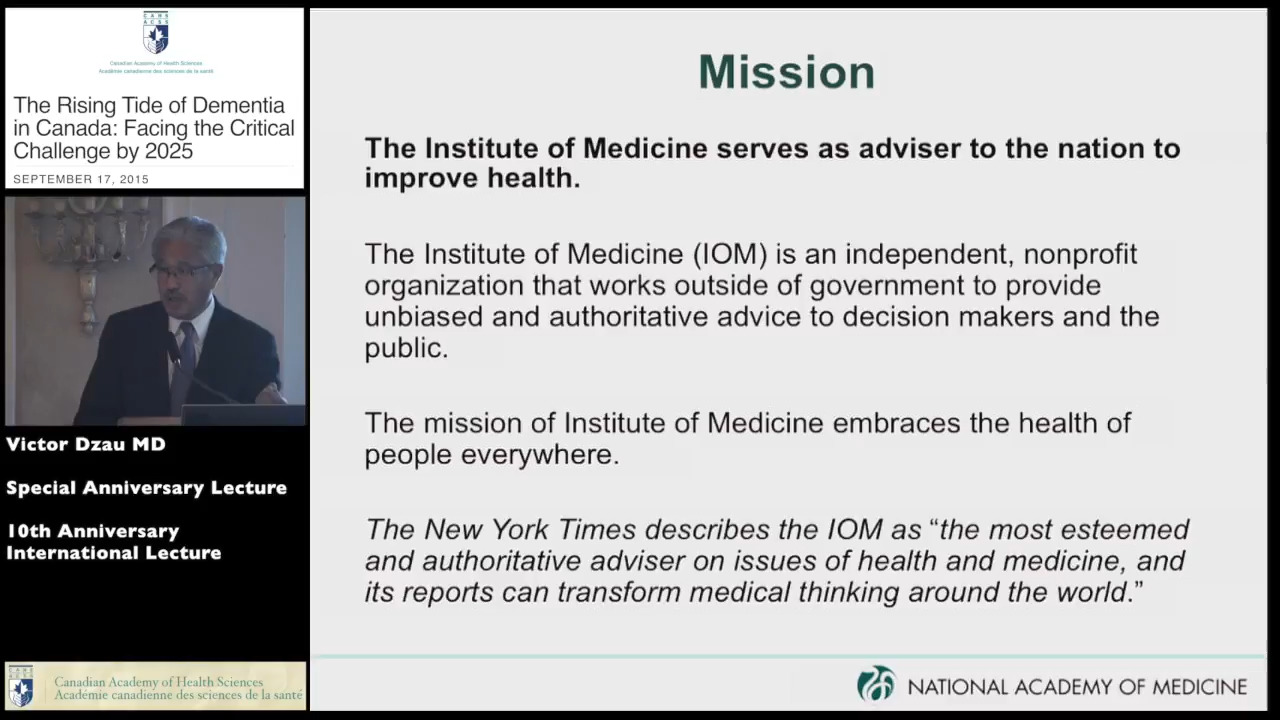 CAHS
ACSS
Canadian Academy of Health Sciences
Académie canadienne des sciences de la santé
The Rising Tide of Dementia
in Canada: Facing the Critical
Challenge by 2025
SEPTEMBER 17, 2015
Victor Dzau MD
Special Anniversary Lecture
10th Anniversary
International Lecture
CAHS
ACSS
Canadian Academy of Health Sciences
Académie canadienne des sciences de la santé
Mission
The Institute of Medicine serves as adviser to the nation to
improve health.
The Institute of Medicine (IOM) is an independent, nonprofit
organization that works outside of government to provide
unbiased and authoritative advice to decision makers and the
public.
The mission of Institute of Medicine embraces the health of
people everywhere.
The New York Times describes the IOM as “the most esteemed
and authoritative adviser on issues of health and medicine, and
its reports can transform medical thinking around the world.”
NATIONAL ACADEMY OF MEDICINE